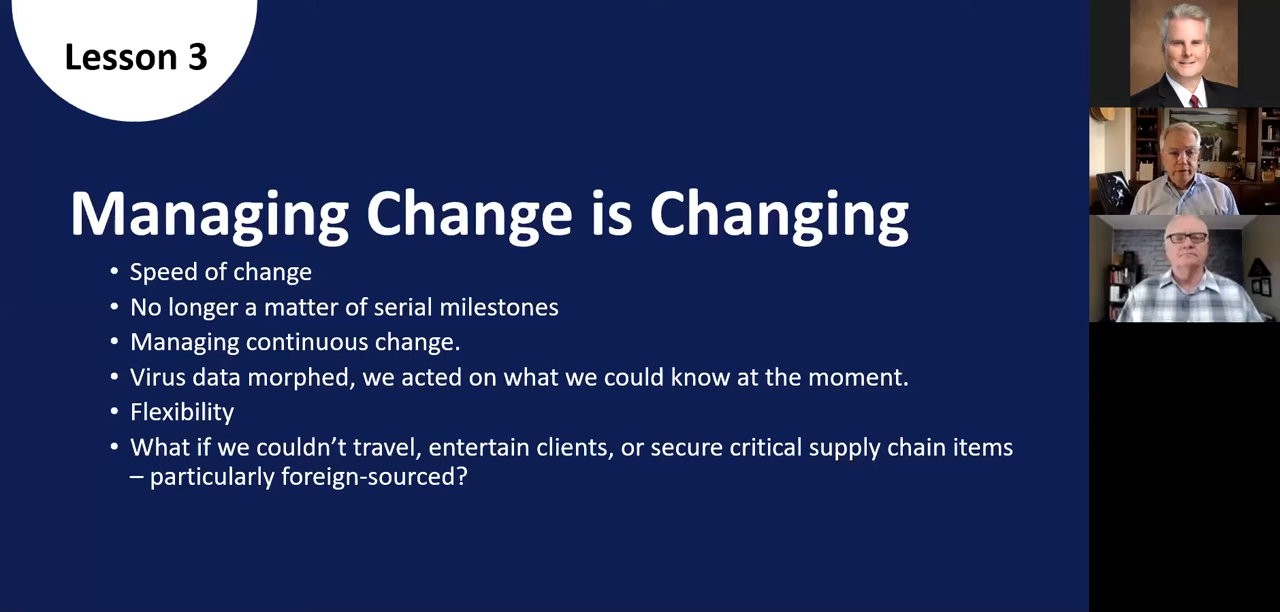 Lesson 3
Managing Change is Changing
• Speed of change
• No longer a matter of serial milestones
• Managing continuous change.
• Virus data morphed, we acted on what we could know at the moment.
• Flexibility
• What if we couldn’t travel, entertain clients, or secure critical supply chain items
– particularly foreign-sourced?